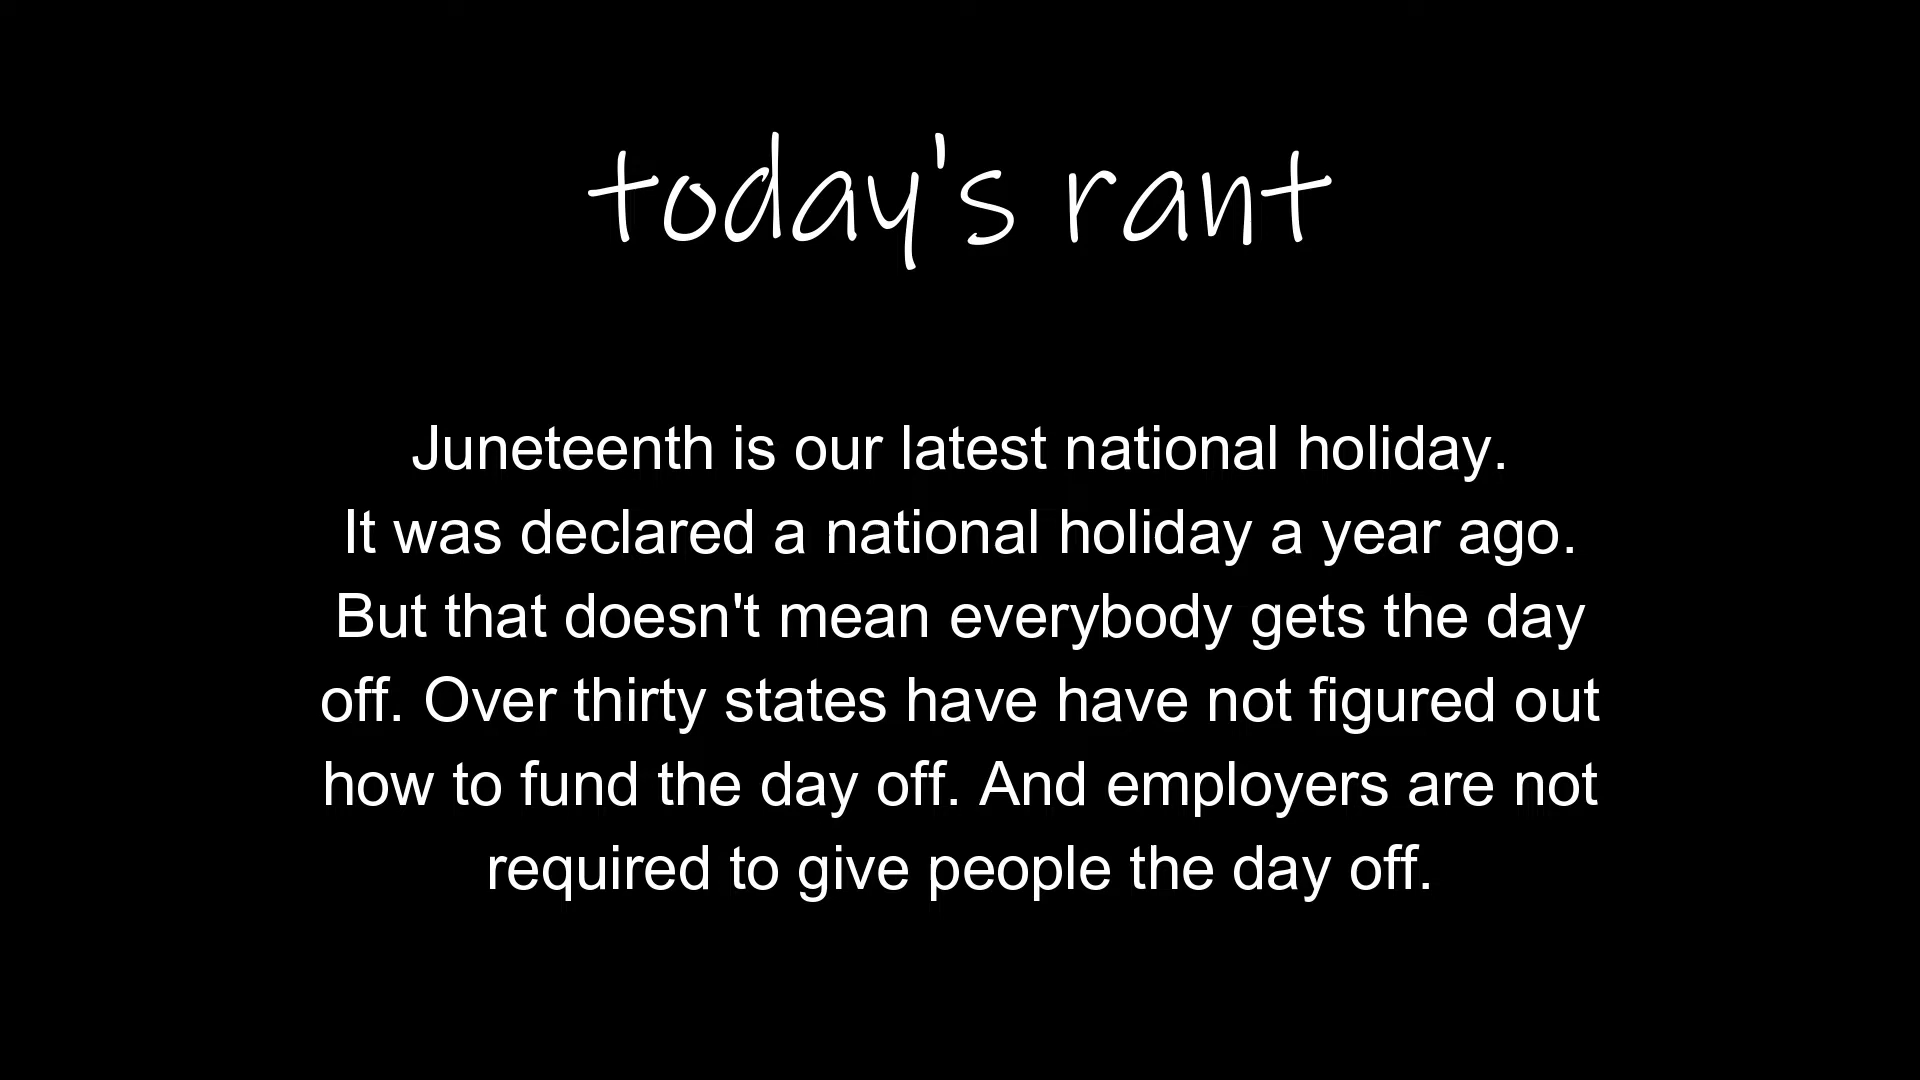 today's rant
Juneteenth is our latest national holiday.
It was declared a national holiday a year ago.
But that doesn't mean everybody gets the day
off. Over thirty states have have not figured out
how to fund the day off. And employers are not
required to give people the day off.